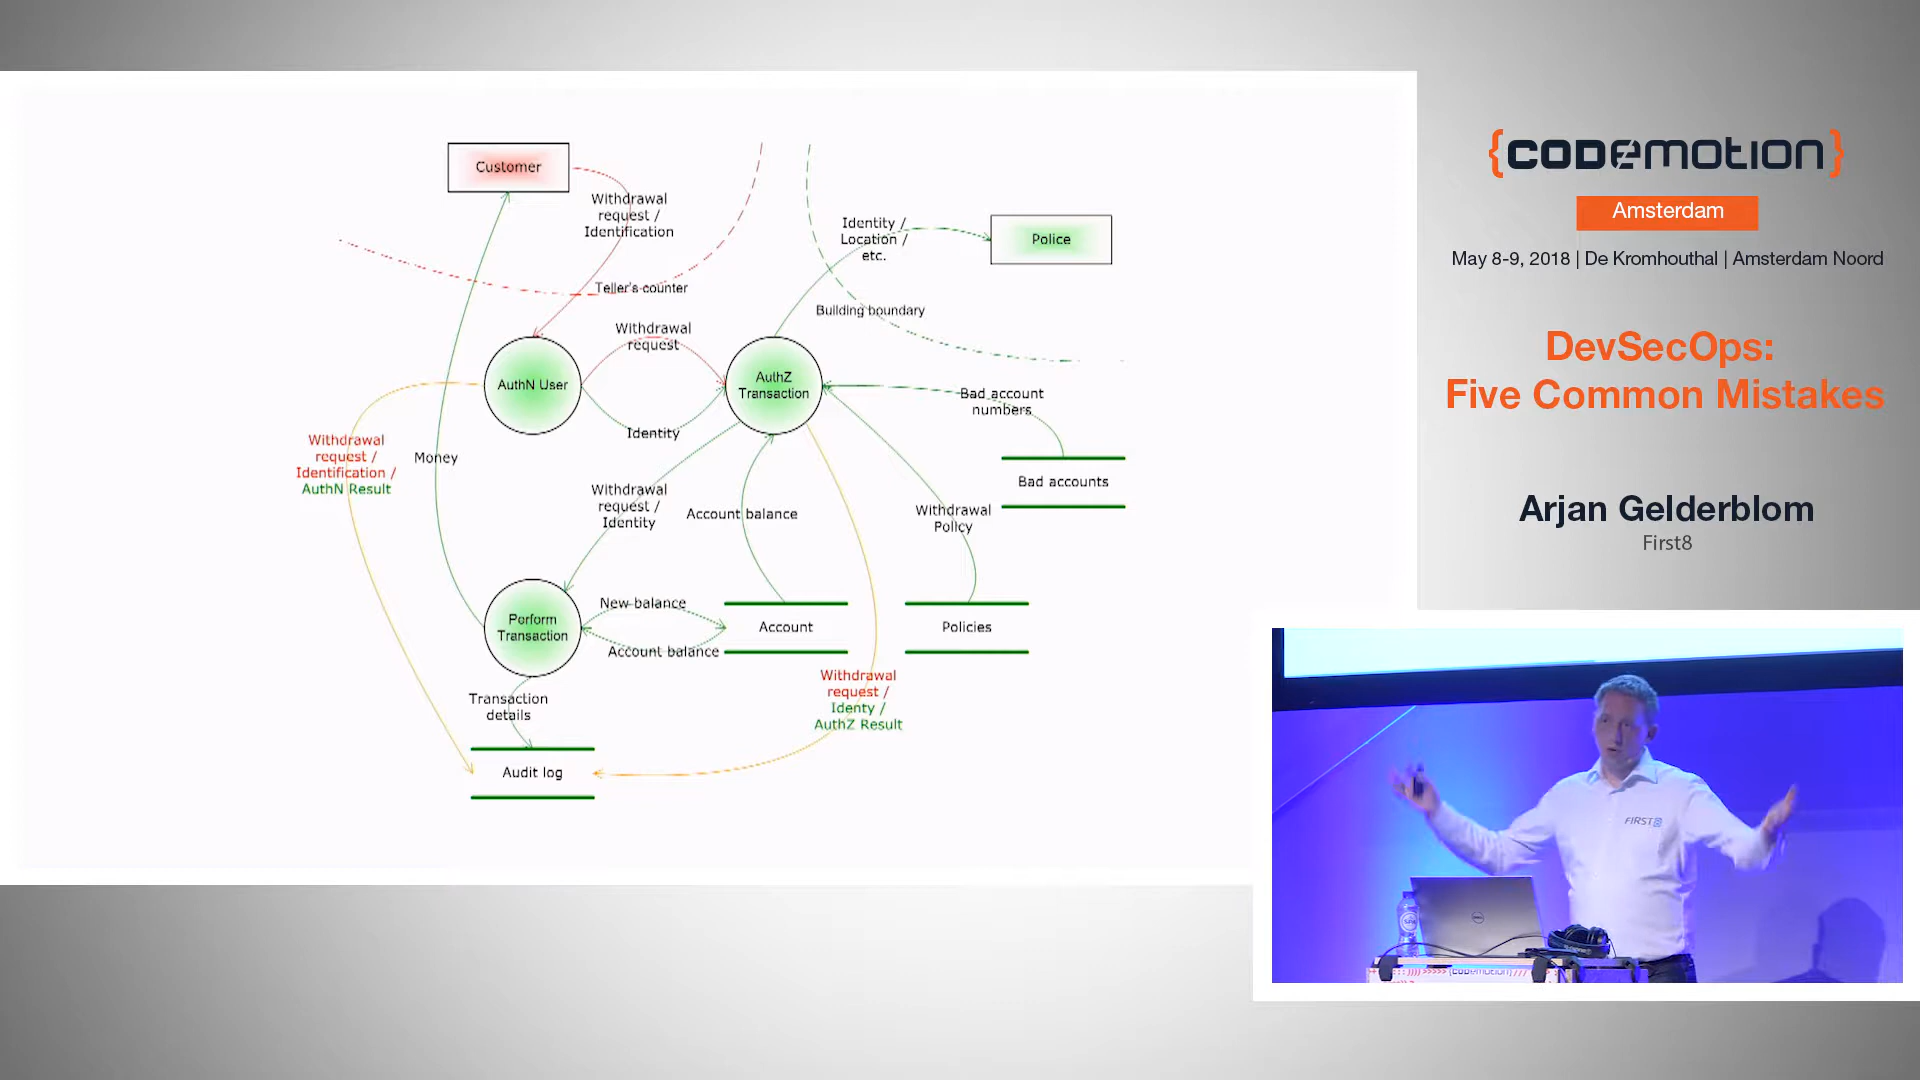 Customer
Withdrawal
request /
Identification
Identity /
Location /
etc.
Police
Teller's counter
Building boundary
Withdrawal
request
AuthN User
AuthZ
Transaction
Bad account
numbers
Identity
Withdrawal
request /
Identification /
AuthN Result
Money
Bad accounts
Withdrawal
request /
Identity
Account balance
Withdrawal
Policy
New balance
Perform
Transaction
Account
Policies
Account balance
Withdrawal
request /
Identy /
AuthZ Result
Transaction
details
Audit log
{CODEMOTION}
Amsterdam
May 8-9, 2018 | De Kromhouthal | Amsterdam Noord
DevSecOps:
Five Common Mistakes
Arjan Gelderblom
First8
FIRST8
DELL
{CODEMOTION}